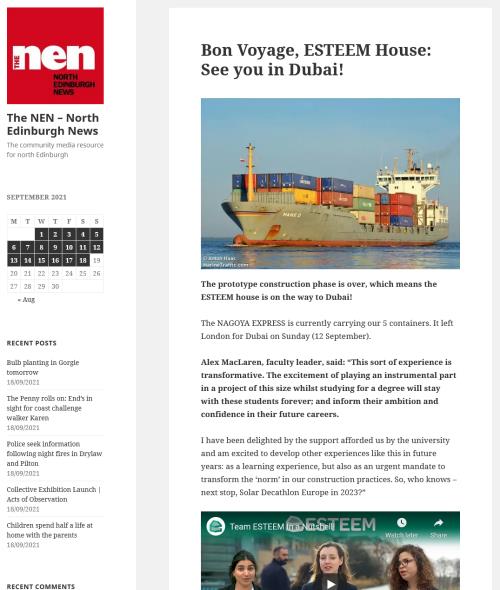 THE nen
NORTH
EDINBURGH
NEWS
The NEN – North
Edinburgh News
The community media resource
for north Edinburgh
SEPTEMBER 2021
M T W T F S S
1 2 3 4 5
6 7 8 9 10 11 12
13 14 15 16 17 18 19
20 21 22 23 24 25 26
27 28 29 30
« Aug
RECENT POSTS
Bulb planting in Gorgie
tomorrow
18/09/2021
The Penny rolls on: End’s in
sight for coast challenge
walker Karen
18/09/2021
Police seek information
following night fires in Drylaw
and Pilton
18/09/2021
Collective Exhibition Launch |
Acts of Observation
18/09/2021
Children spend half a life at
home with the parents
18/09/2021
RECENT COMMENTS
Bon Voyage, ESTEEM House:
See you in Dubai!
© Anton Haas
MarineTraffic.com
The prototype construction phase is over, which means the
ESTEEM house is on the way to Dubai!
The NAGOYA EXPRESS is currently carrying our 5 containers. It left
London for Dubai on Sunday (12 September).
Alex MacLaren, faculty leader, said: “This sort of experience is
transformative. The excitement of playing an instrumental part
in a project of this size whilst studying for a degree will stay
with these students forever; and inform their ambition and
confidence in their future careers.
I have been delighted by the support afforded us by the university
and am excited to develop other experiences like this in future
years: as a learning experience, but also as an urgent mandate to
transform the ‘norm’ in our construction practices. So, who knows –
next stop, Solar Decathlon Europe in 2023?”
Team ESTEEM In a Nutshell
ESTEEM
Watch later
Share